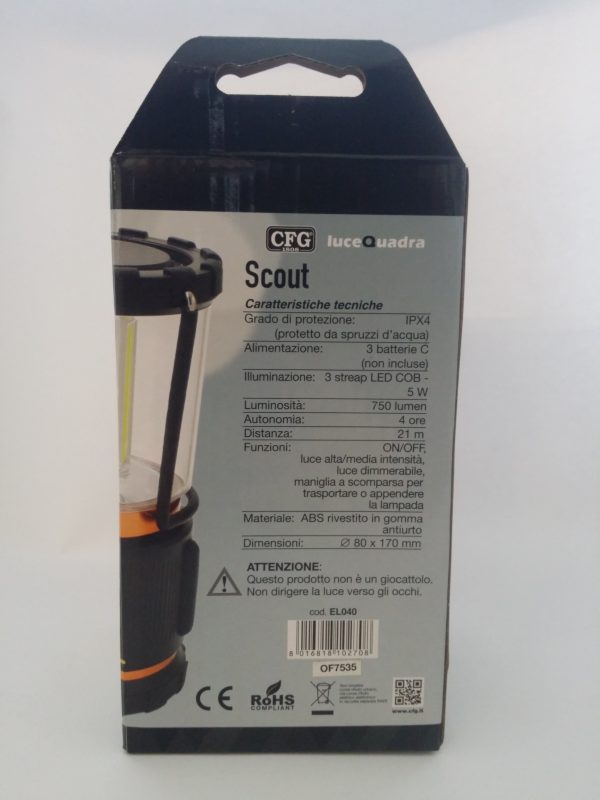 CFG luceQuadra
1808
Scout
Caratteristiche tecniche
Grado di protezione: IPX4
(protetto da spruzzi d'acqua)
Alimentazione: 3 batterie C
(non incluse)
Illuminazione: 3 streap LED COB -
5 W
Luminosità: 750 lumen
Autonomia: 4 ore
Distanza: 21 m
Funzioni: ON/OFF,
luce alta/media intensità,
luce dimmerabile,
maniglia a scomparsa per
trasportare o appendere
la lampada
Materiale: ABS rivestito in gomma
antiurto
Dimensioni: Ø 80 x 170 mm
ATTENZIONE:
Questo prodotto non è un giocattolo.
Non dirigere la luce verso gli occhi.
cod. EL040
8 016818 102708
OF7535
CE RoHS
COMPLIANT
www.cfg.it